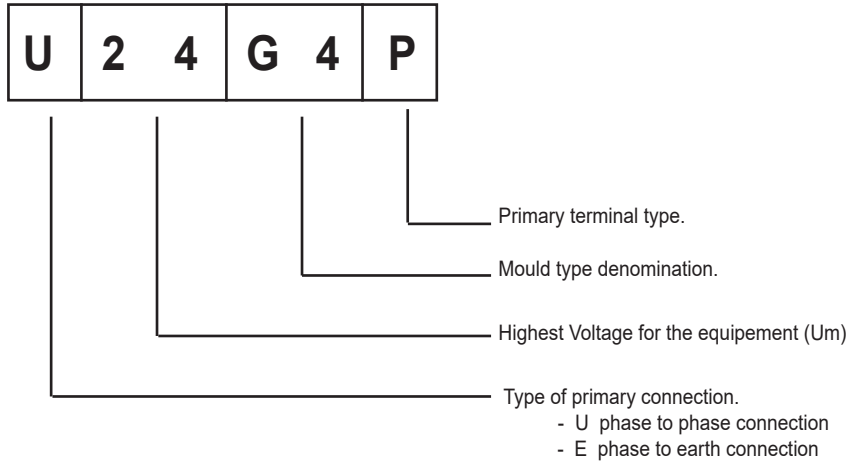 U 2 4 G 4 P
Primary terminal type.
Mould type denomination.
Highest Voltage for the equipement (Um)
Type of primary connection.
- U phase to phase connection
- E phase to earth connection